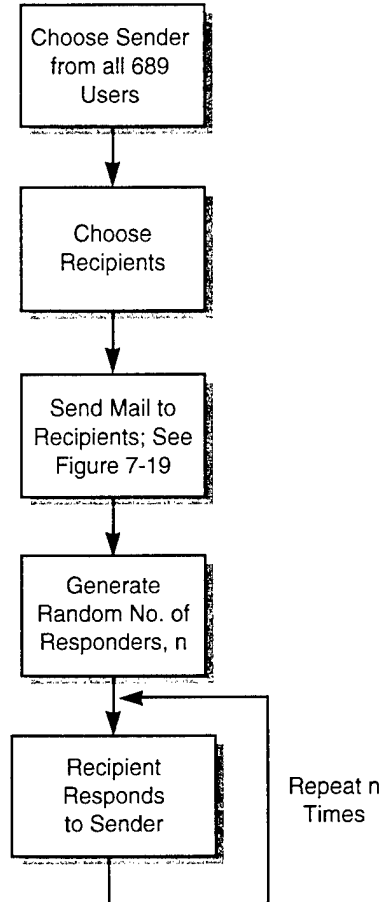 Choose Sender
from all 689
Users
Choose
Recipients
Send Mail to
Recipients; See
Figure 7-19
Generate
Random No. of
Responders, n
Recipient
Responds
to Sender
Repeat n
Times